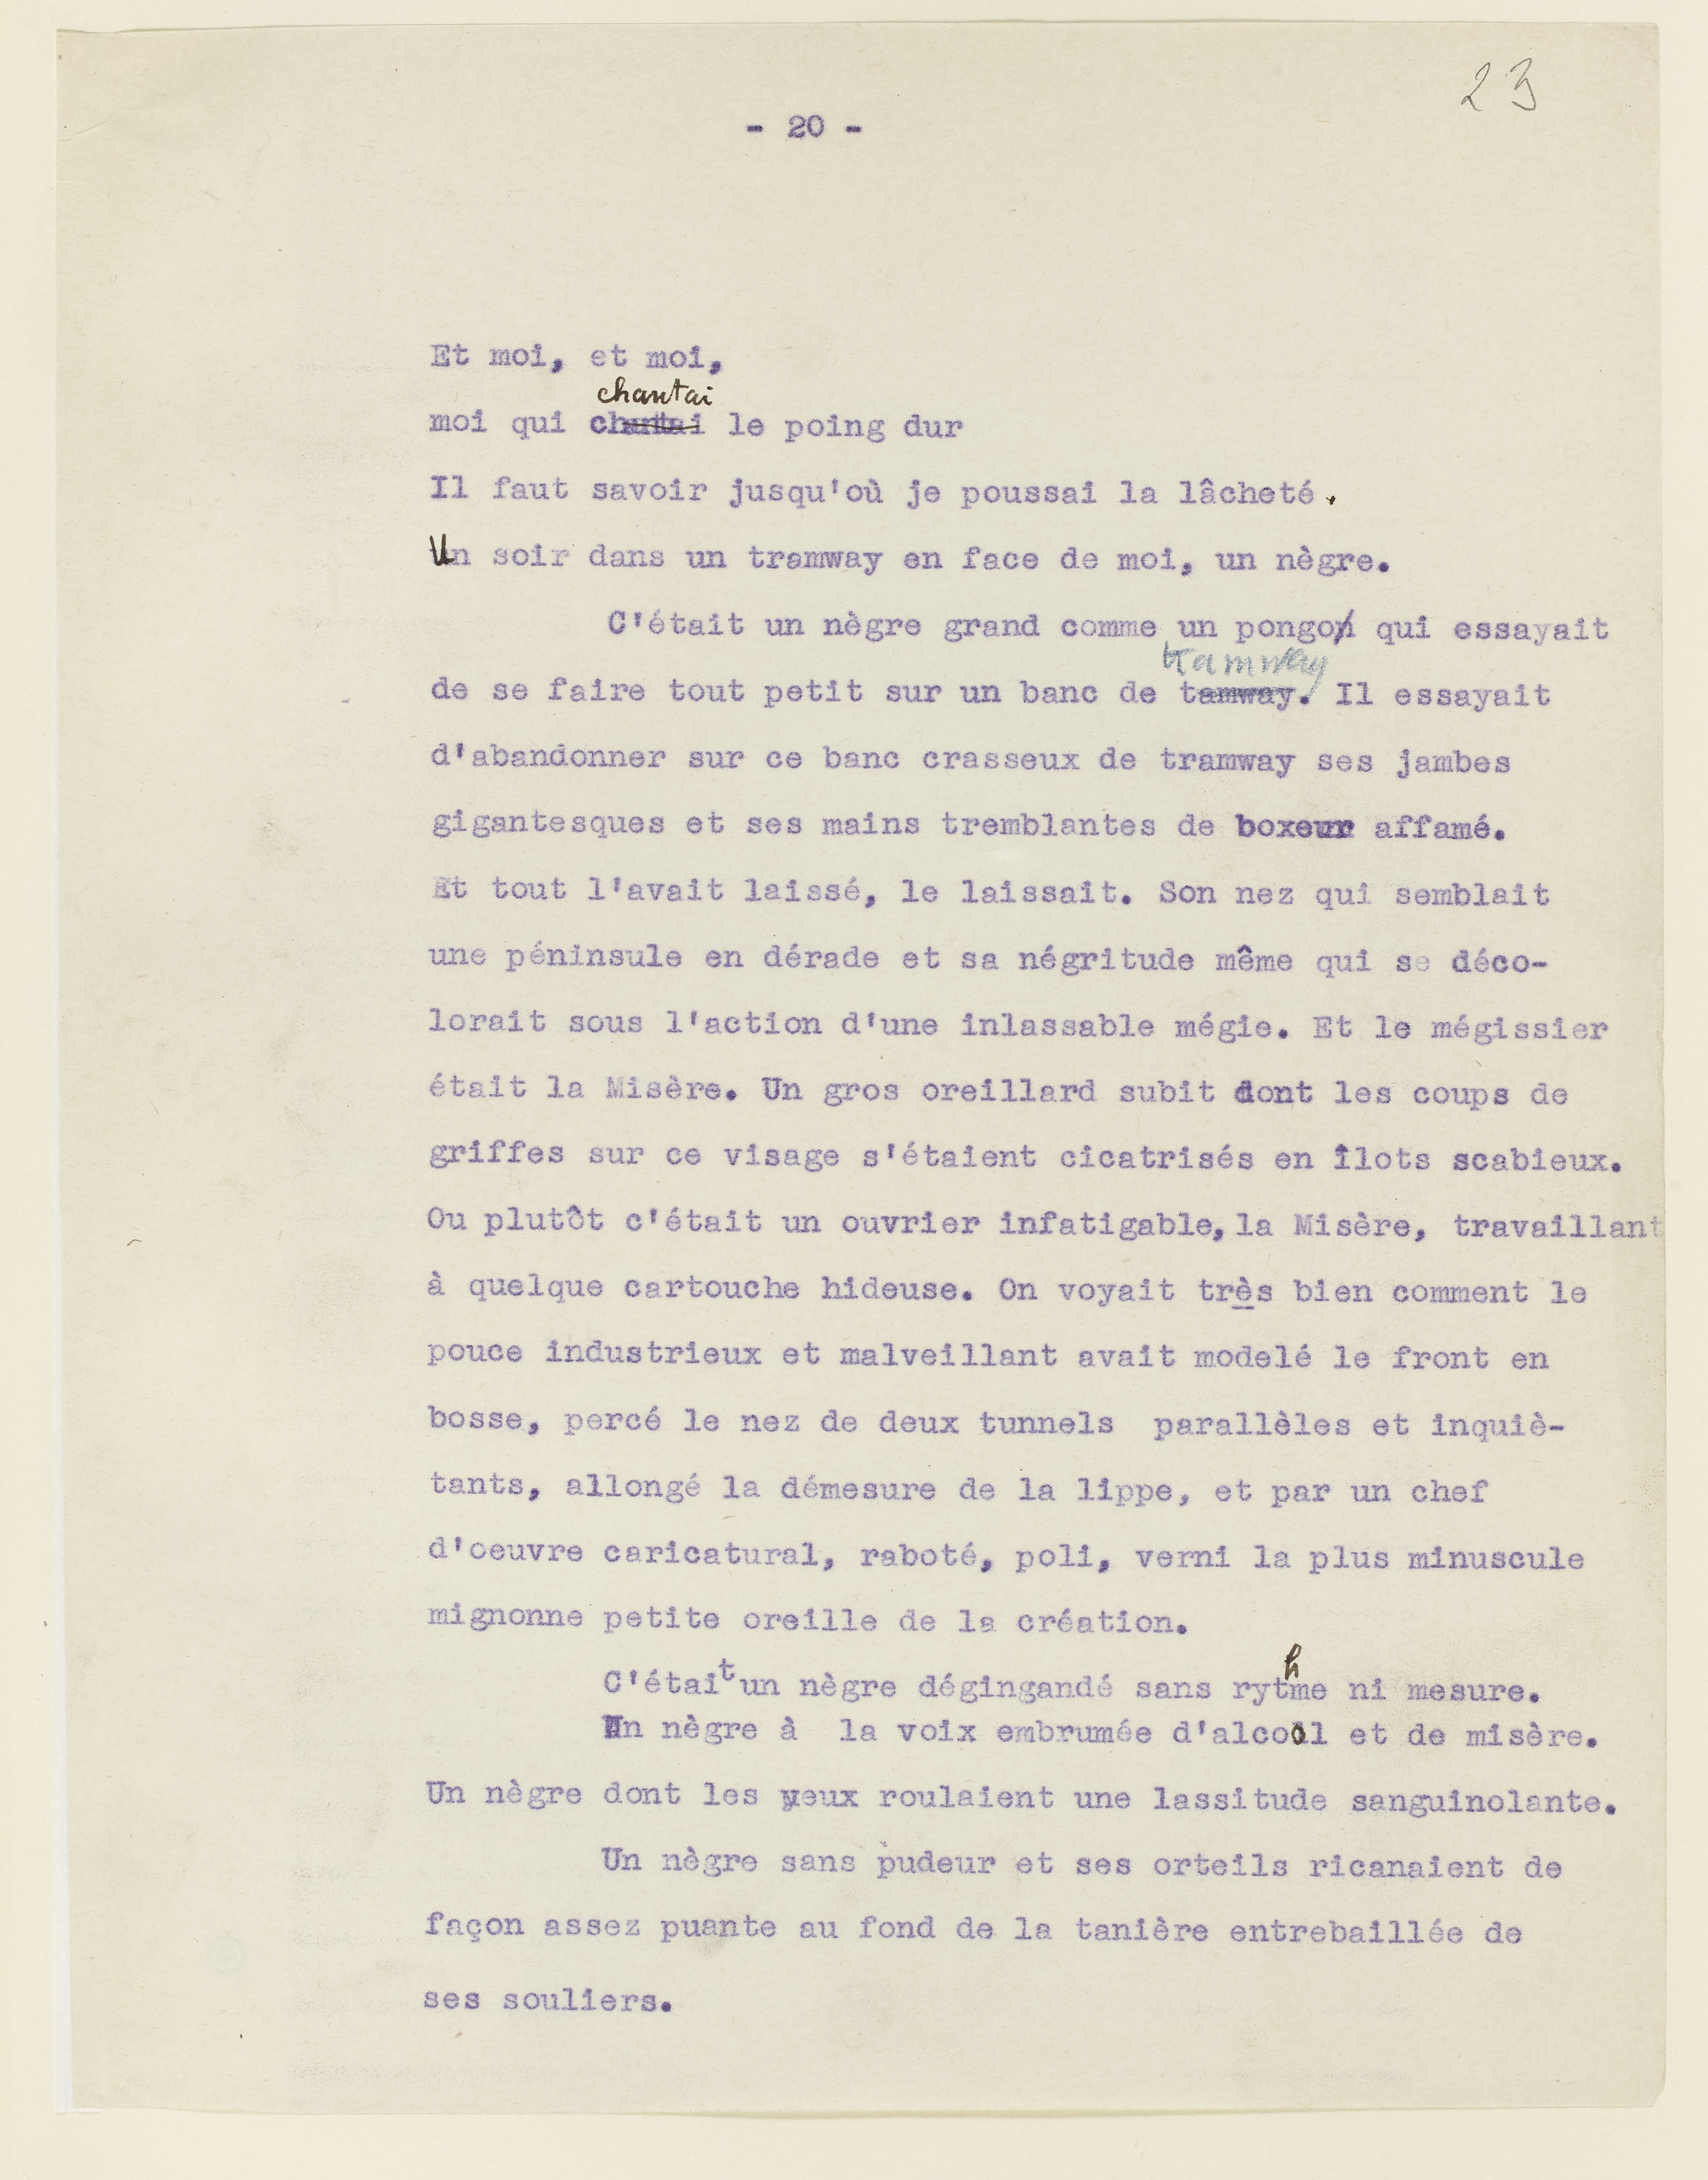 23
- 20 -
Et moi, et moi,
chantai
moi qui chantai le poing dur
Il faut savoir jusqu'où je poussai la lâcheté.
Un soir dans un tramway en face de moi, un nègre.
C'était un nègre grand comme un pongon qui essayait
tramway
de se faire tout petit sur un banc de tamway. Il essayait
d'abandonner sur ce banc crasseux de tramway ses jambes
gigantesques et ses mains tremblantes de boxeur affamé.
Et tout l'avait laissé, le laissait. Son nez qui semblait
une péninsule en dérade et sa négritude même qui se déco-
lorait sous l'action d'une inlassable mégie. Et le mégissier
était la Misère. Un gros oreillard subit dont les coups de
griffes sur ce visage s'étaient cicatrisés en îlots scabieux.
Ou plutôt c'était un ouvrier infatigable, la Misère, travaillant
à quelque cartouche hideuse. On voyait très bien comment le
pouce industrieux et malveillant avait modelé le front en
bosse, percé le nez de deux tunnels parallèles et inquiè-
tants, allongé la démesure de la lippe, et par un chef
d'oeuvre caricatural, raboté, poli, verni la plus minuscule
mignonne petite oreille de la création.
C'était un nègre dégingandé sans rythme ni mesure.
Un nègre à la voix embrumée d'alcool et de misère.
Un nègre dont les yeux roulaient une lassitude sanguinolante.
Un nègre sans pudeur et ses orteils ricanaient de
façon assez puante au fond de la tanière entrebaillée de
ses souliers.